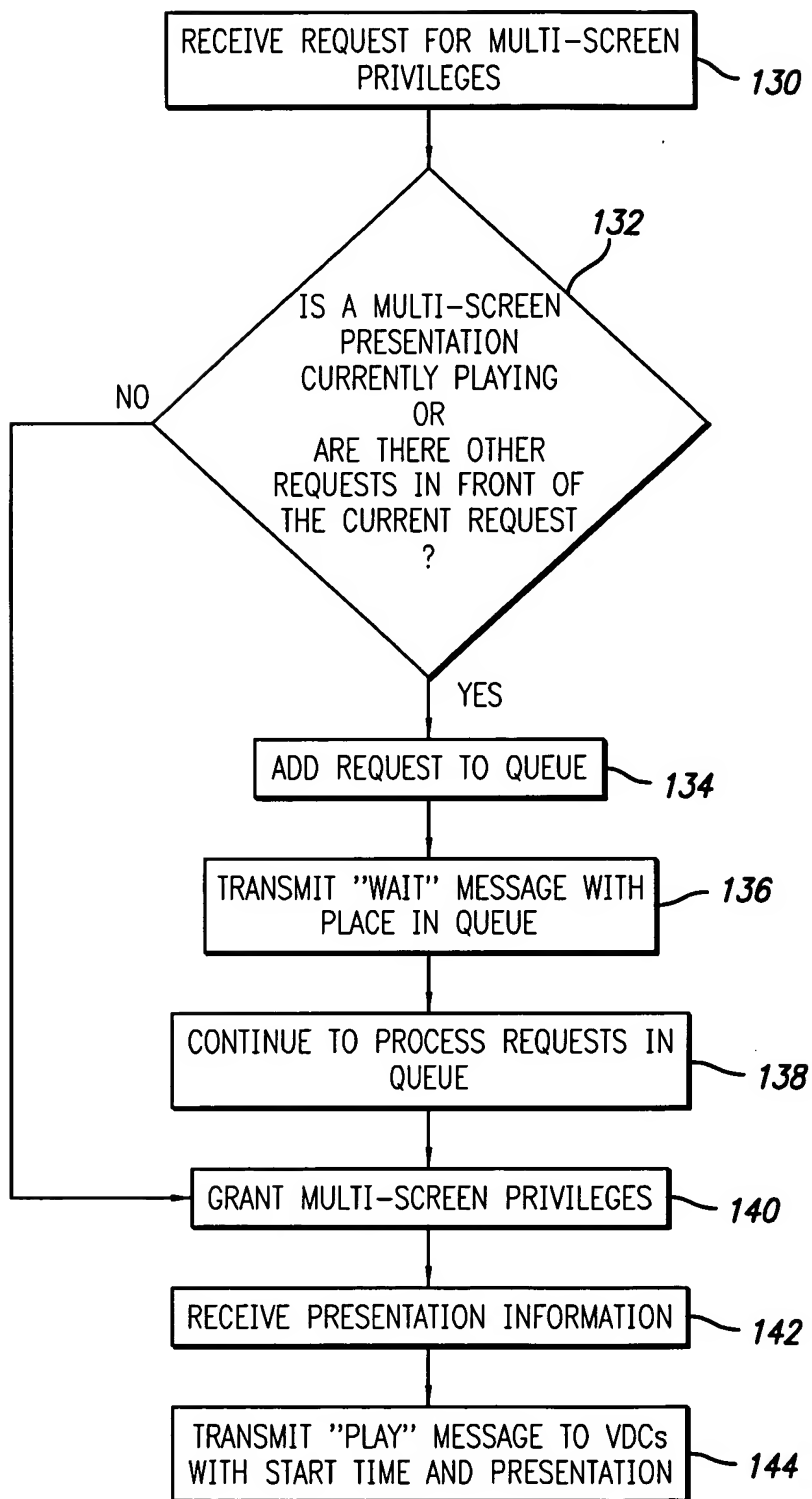 RECEIVE REQUEST FOR MULTI-SCREEN
PRIVILEGES
130
132
IS A MULTI-SCREEN
PRESENTATION
CURRENTLY PLAYING
OR
ARE THERE OTHER
REQUESTS IN FRONT OF
THE CURRENT REQUEST
?
NO
YES
ADD REQUEST TO QUEUE
134
TRANSMIT "WAIT" MESSAGE WITH
PLACE IN QUEUE
136
CONTINUE TO PROCESS REQUESTS IN
QUEUE
138
GRANT MULTI-SCREEN PRIVILEGES
140
RECEIVE PRESENTATION INFORMATION
142
TRANSMIT "PLAY" MESSAGE TO VDCs
WITH START TIME AND PRESENTATION
144